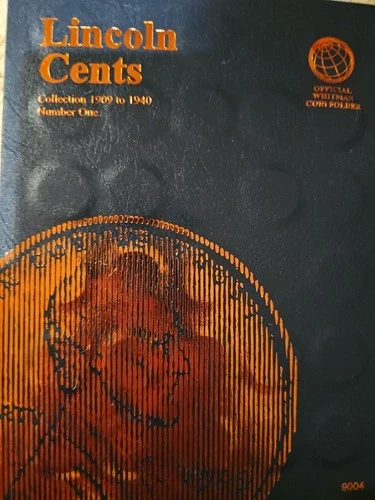 Lincoln
Cents
Collection 1909 to 1940
Number One
OFFICIAL
WHITMAN
COIN FOLDER
9004